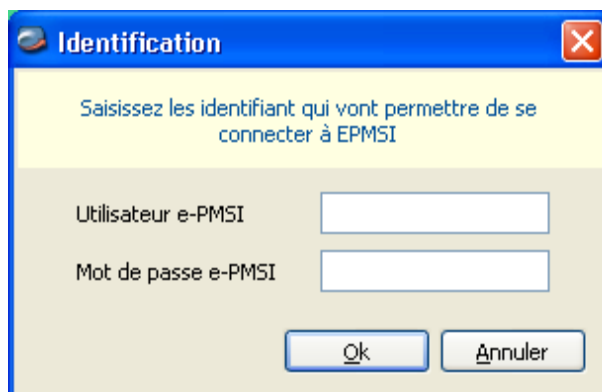 Identification
Saisissez les identifiant qui vont permettre de se
connecter à EPMSI
Utilisateur e-PMSI
Mot de passe e-PMSI
Ok
Annuler